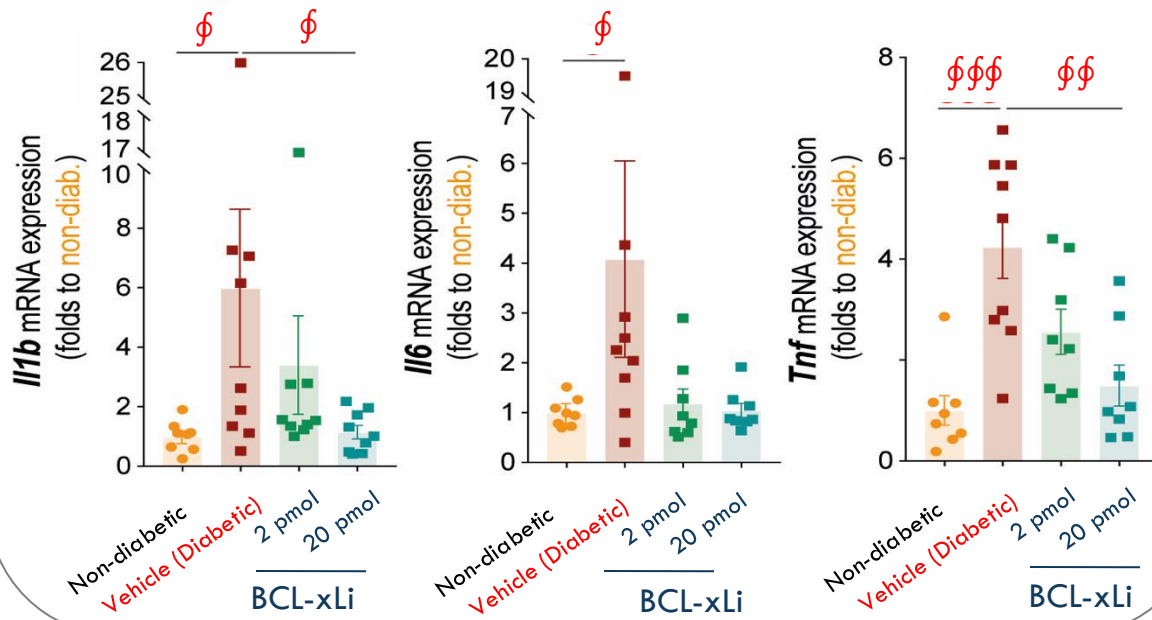 ∮ ∮
26
25
18
17
10
8
6
4
2
0
Il1b mRNA expression
(folds to non-diab.)
Non-diabetic
Vehicle (Diabetic)
2 pmol
20 pmol
BCL-xLi
∮
20
19
7
6
5
4
3
2
1
0
Il6 mRNA expression
(folds to non-diab.)
Non-diabetic
Vehicle (Diabetic)
2 pmol
20 pmol
BCL-xLi
∮∮∮ ∮∮
8
6
4
0
Tnf mRNA expression
(folds to non-diab.)
Non-diabetic
Vehicle (Diabetic)
2 pmol
20 pmol
BCL-xLi